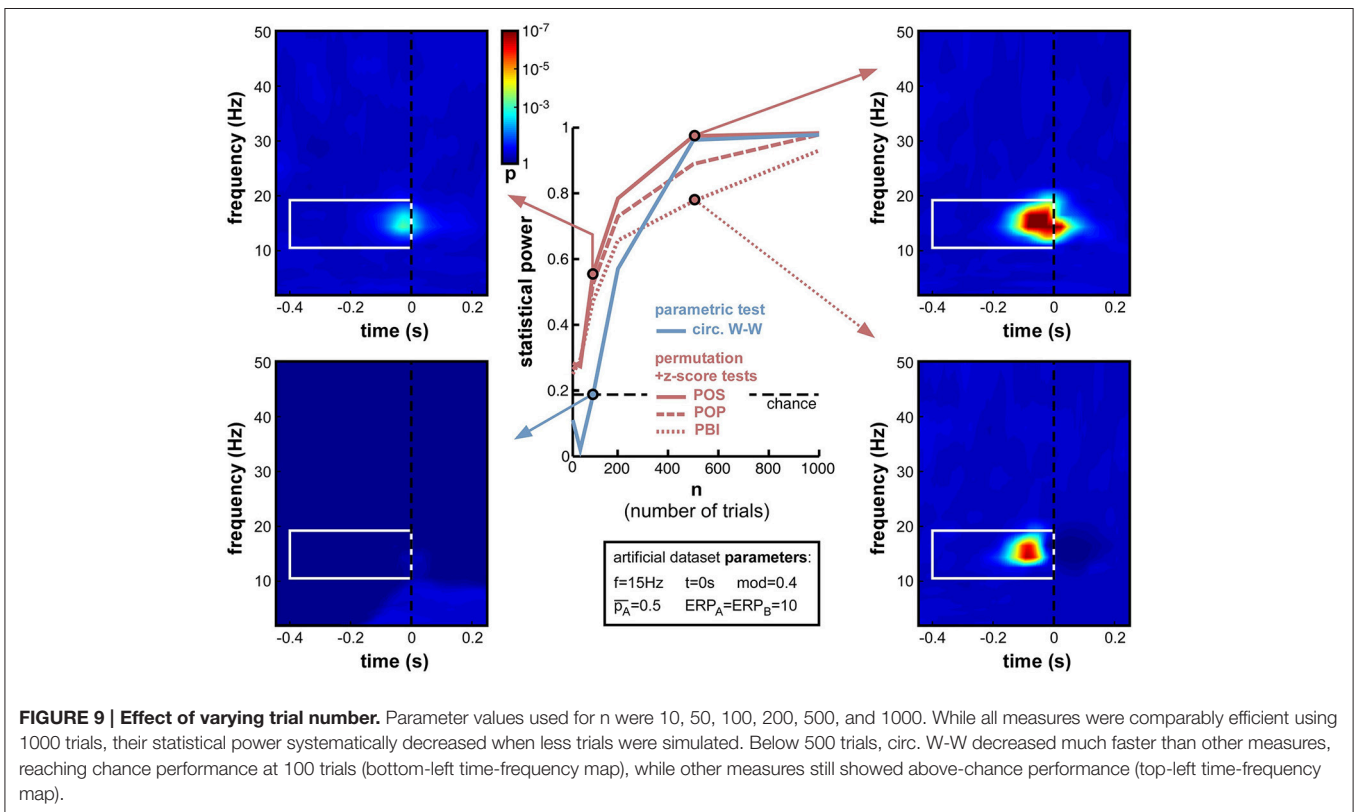 50
40
30
20
10
frequency (Hz)
-0.4
-0.2
0
0.2
time (s)
10-7
10-5
10-3
1
p
50
40
30
20
10
frequency (Hz)
-0.4
-0.2
0
0.2
time (s)
1
0.8
0.6
0.4
0.2
0
statistical power
parametric test
circ. W-W
permutation
+z-score tests
POS
POP
PBI
chance
0
200
400
600
800
1000
n
(number of trials)
artificial dataset parameters:
f=15Hz t=0s mod=0.4
p̅A̅=0.5 ERPA=ERPB=10
50
40
30
20
10
frequency (Hz)
-0.4
-0.2
0
0.2
time (s)
50
40
30
20
10
frequency (Hz)
-0.4
-0.2
0
0.2
time (s)
FIGURE 9 | Effect of varying trial number. Parameter values used for n were 10, 50, 100, 200, 500, and 1000. While all measures were comparably efficient using
1000 trials, their statistical power systematically decreased when less trials were simulated. Below 500 trials, circ. W-W decreased much faster than other measures,
reaching chance performance at 100 trials (bottom-left time-frequency map), while other measures still showed above-chance performance (top-left time-frequency
map).